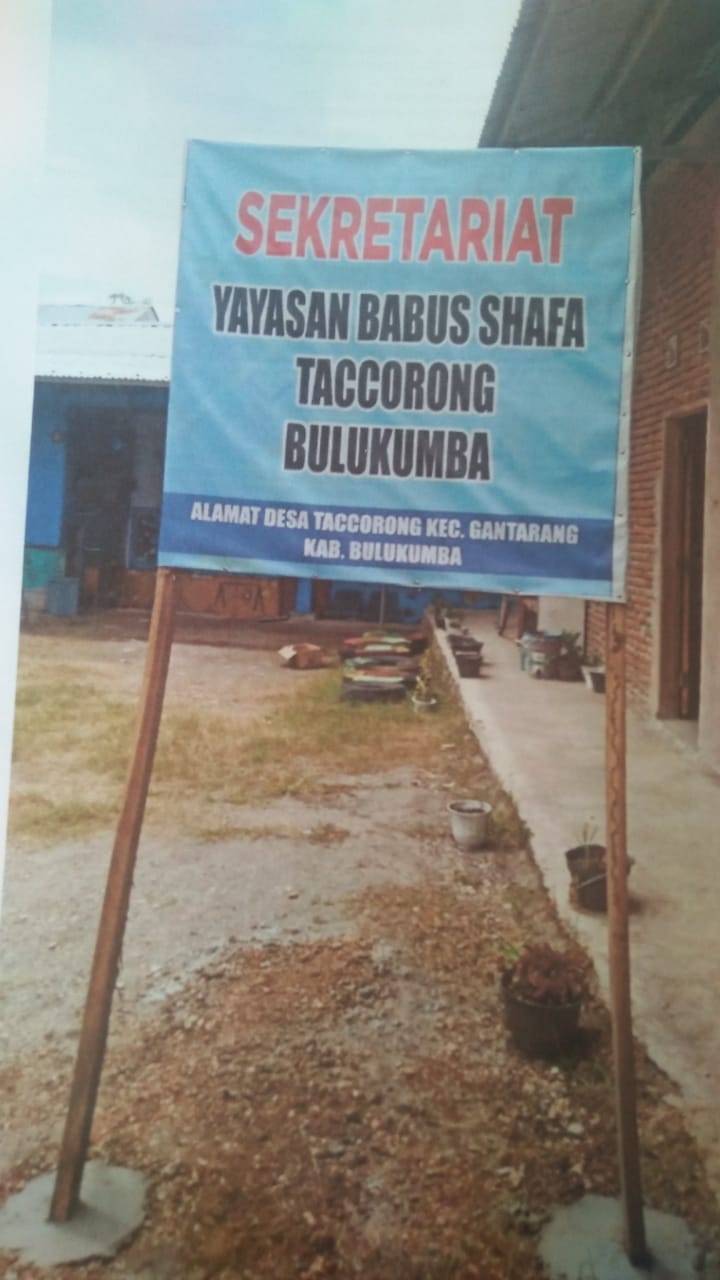 SEKRETARIAT
YAYASAN BABUS SHAFA
TACCORONG
BULUKUMBA
ALAMAT DESA TACCORONG KEC. GANTARANG
KAB. BULUKUMBA